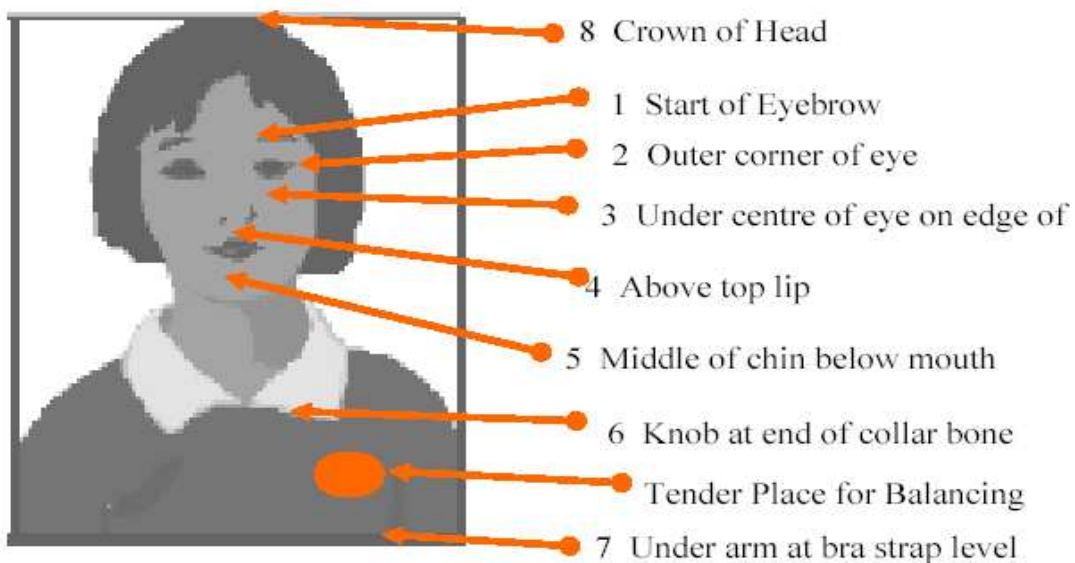 8 Crown of Head
1 Start of Eyebrow
2 Outer corner of eye
3 Under centre of eye on edge of
4 Above top lip
5 Middle of chin below mouth
6 Knob at end of collar bone
Tender Place for Balancing
7 Under arm at bra strap level